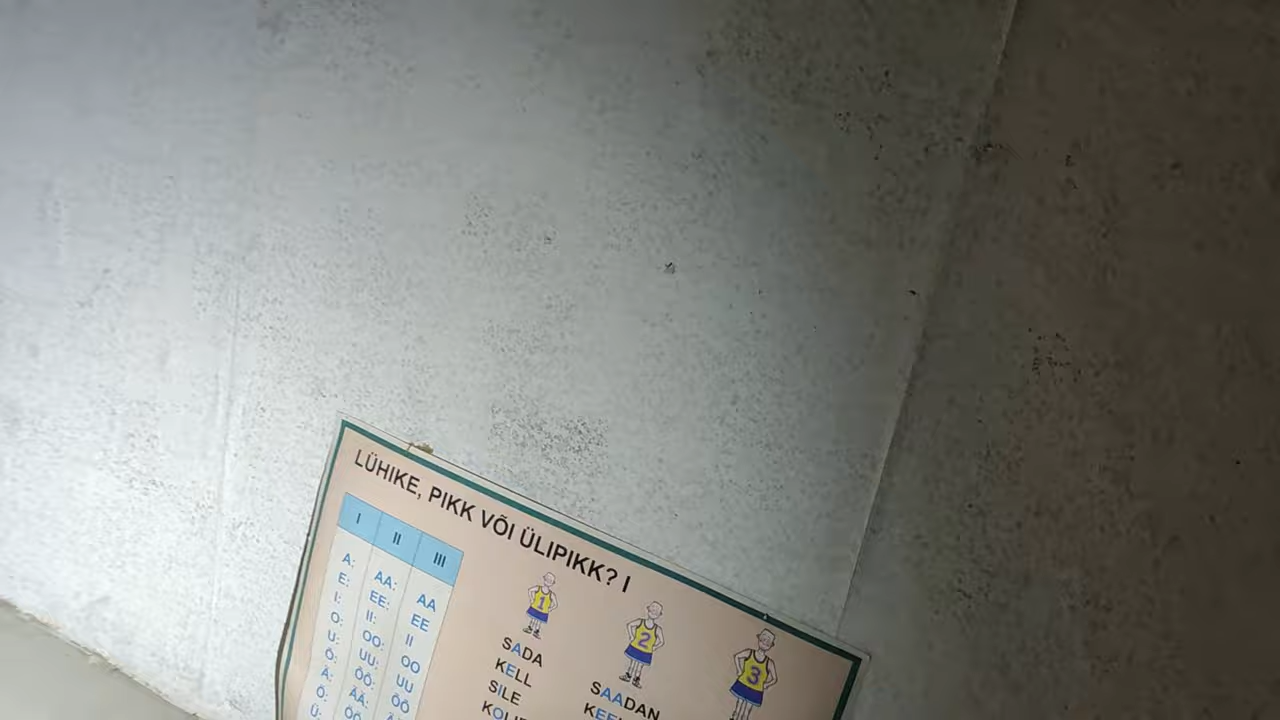 LÜHIKE, PIKK VÕI ÜLIPIKK? I
I II III
A: AA: AA
E: EE: EE
I: II: II
O: OO: OO
U: UU: UU
Õ: ÕÕ: ÕÕ
Ä: ÄÄ:
Ö: ÖÖ
Ü:
1
2
3
SADA
KELL
SILE
SAADAN